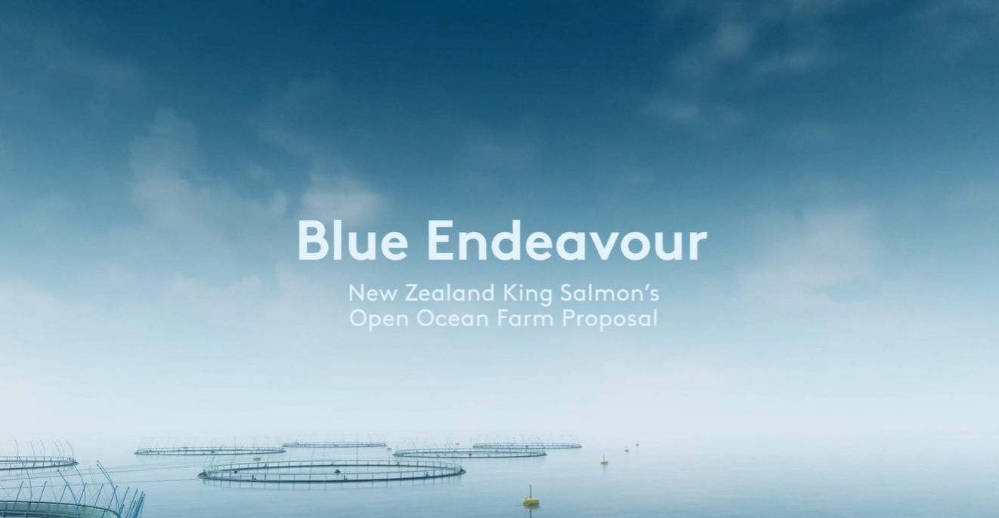 Blue Endeavour
New Zealand King Salmon’s
Open Ocean Farm Proposal